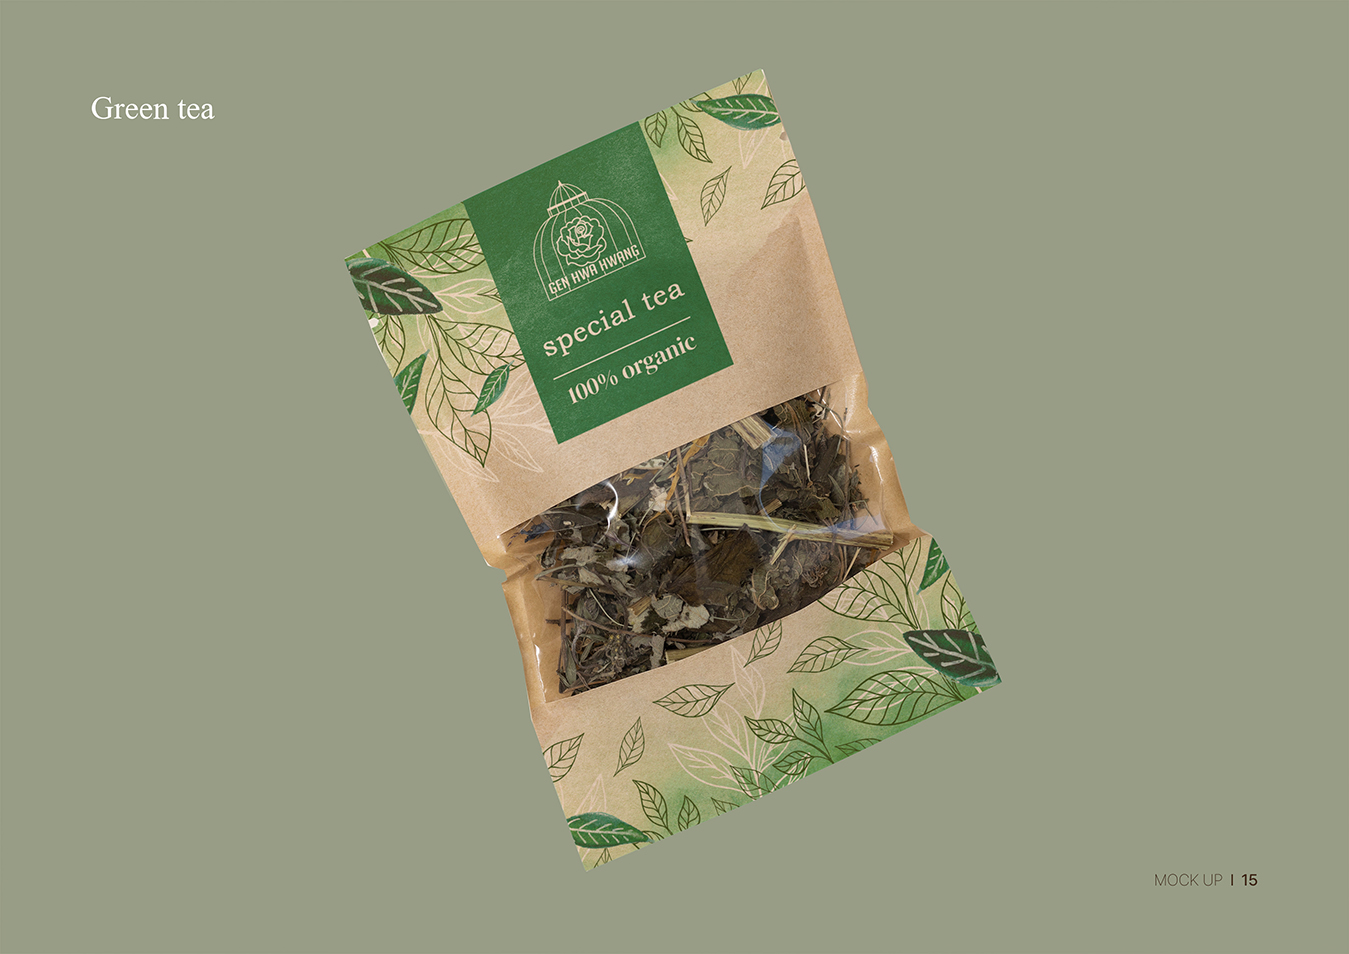 Green tea
GEN HWA HWANG
special tea
100% organic
MOCK UP | 15